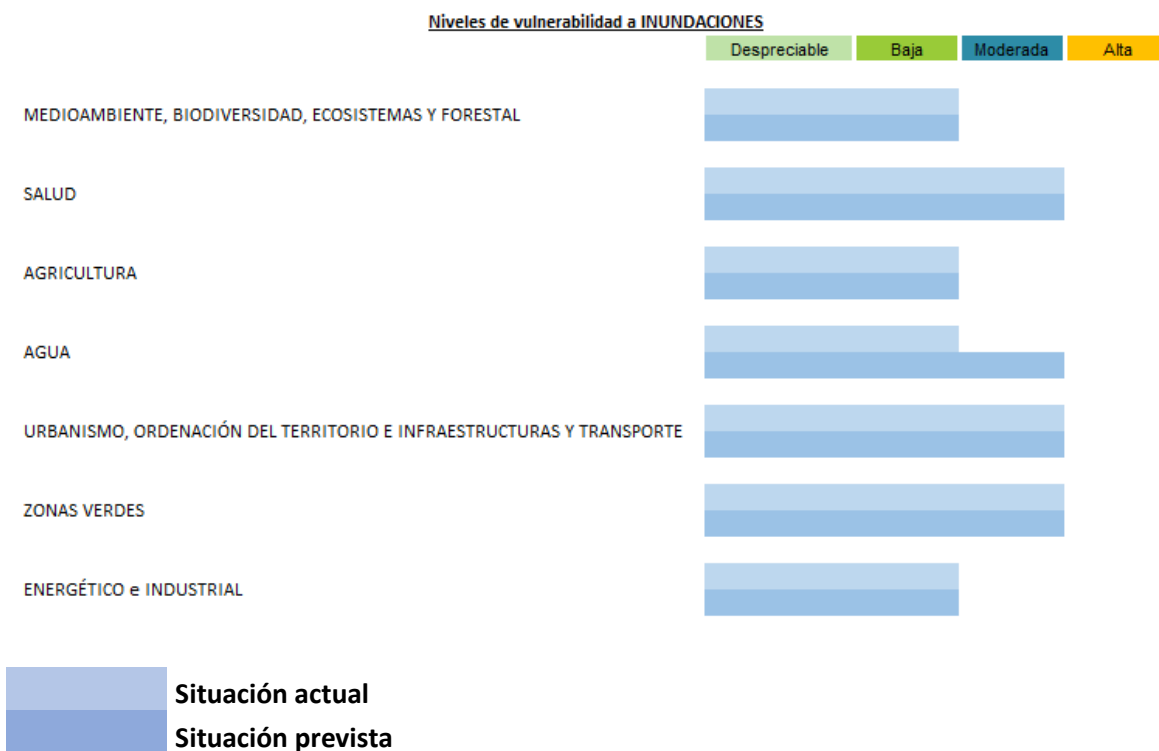 Niveles de vulnerabilidad a INUNDACIONES
Despreciable Baja Moderada Alta
MEDIOAMBIENTE, BIODIVERSIDAD, ECOSISTEMAS Y FORESTAL
SALUD
AGRICULTURA
AGUA
URBANISMO, ORDENACIÓN DEL TERRITORIO E INFRAESTRUCTURAS Y TRANSPORTE
ZONAS VERDES
ENERGÉTICO e INDUSTRIAL
Situación actual
Situación prevista